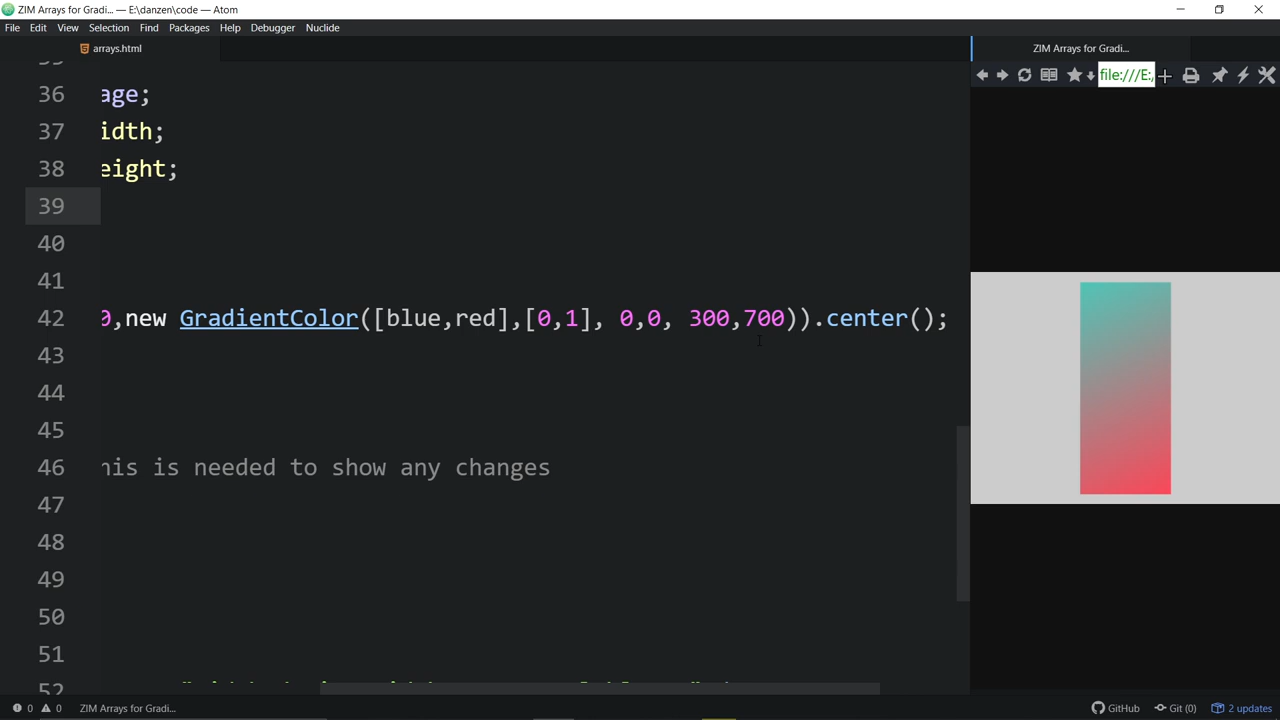 ZIM Arrays for Gradi... — E:\danzen\code — Atom
File Edit View Selection Find Packages Help Debugger Nuclide
arrays.html
ZIM Arrays for Gradi...
file:///E:/
36 age;
37 idth;
38 eight;
39
40
41
42 0,new GradientColor([blue,red],[0,1], 0,0, 300,700)).center();
43
44
45
46 his is needed to show any changes
47
48
49
50
51
52
0 0 ZIM Arrays for Gradi...
GitHub Git (0) 2 updates